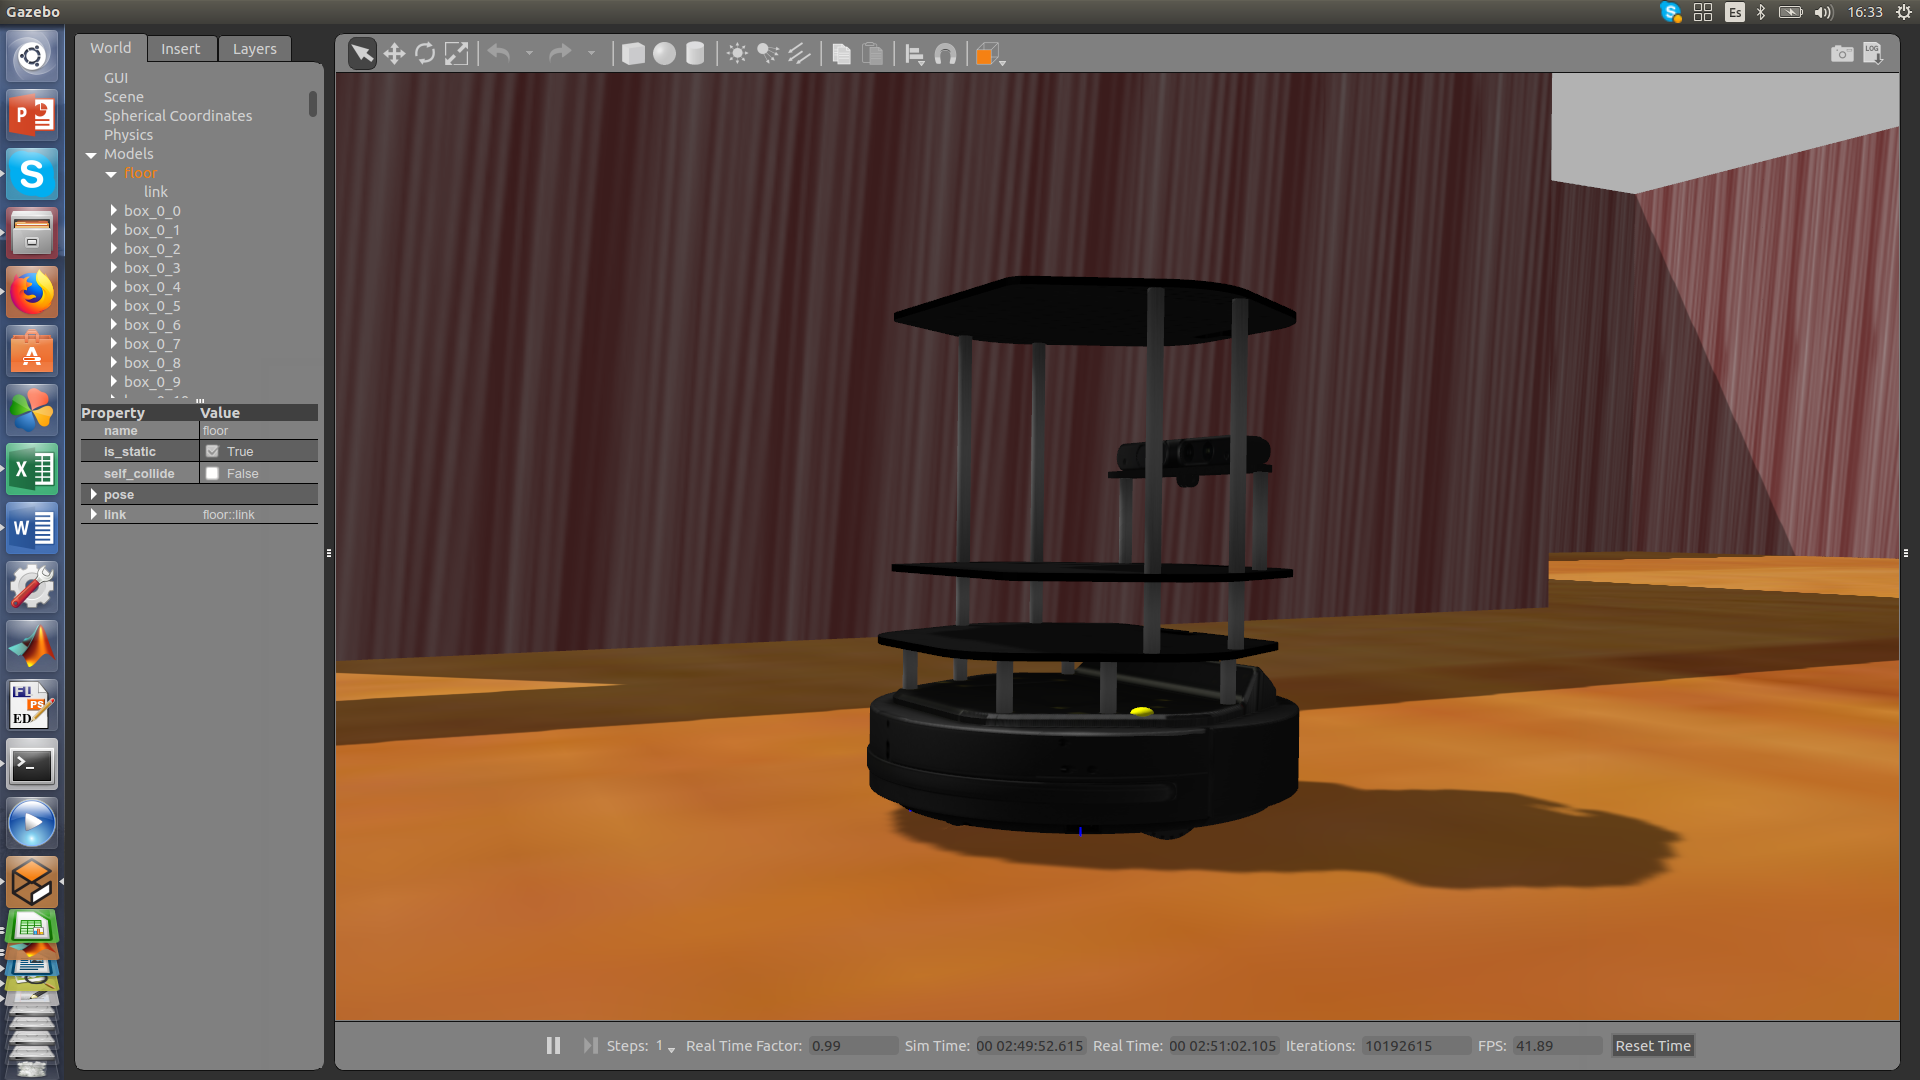 Gazebo
Es
16:33
World Insert Layers
GUI
Scene
Spherical Coordinates
Physics
Models
floor
link
box_0_0
box_0_1
box_0_2
box_0_3
box_0_4
box_0_5
box_0_6
box_0_7
box_0_8
box_0_9
Property Value
name floor
is_static True
self_collide False
pose
link floor::link
LOG
Steps: 1 Real Time Factor: 0.99 Sim Time: 00 02:49:52.615 Real Time: 00 02:51:02.105 Iterations: 10192615 FPS: 41.89 Reset Time